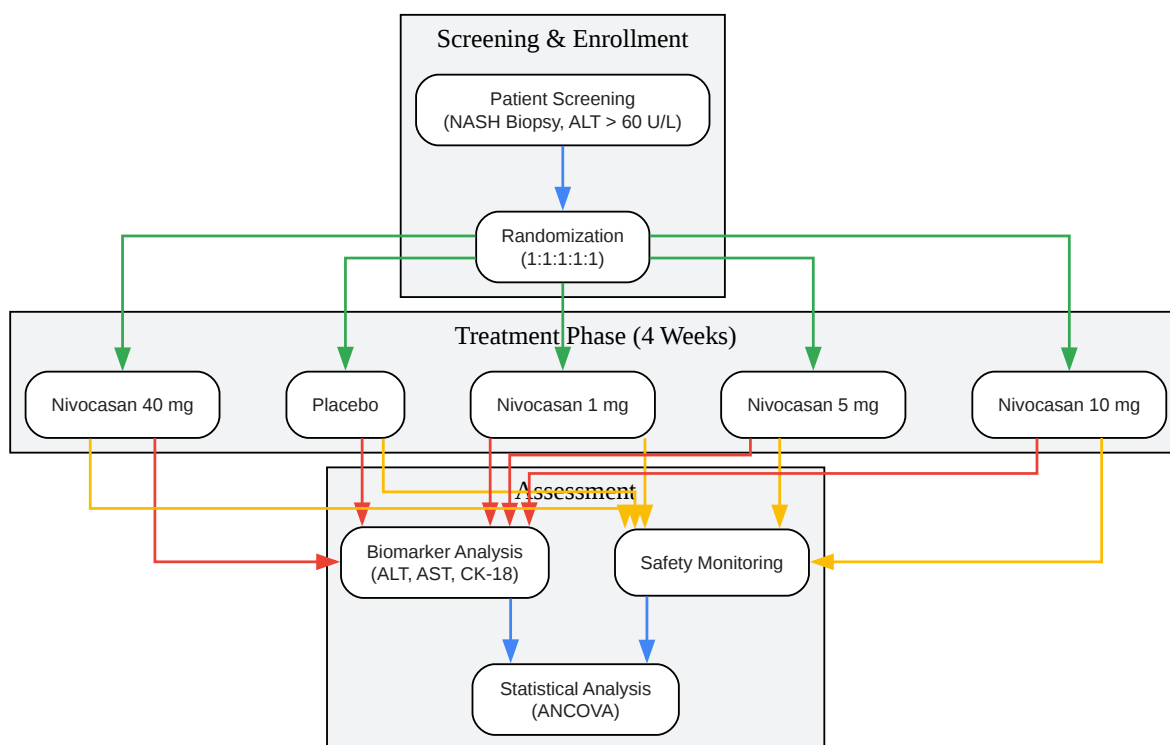 Screening & Enrollment
Patient Screening
(NASH Biopsy, ALT > 60 U/L)
Randomization
(1:1:1:1:1)
Treatment Phase (4 Weeks)
Nivocasan 40 mg
Placebo
Nivocasan 1 mg
Nivocasan 5 mg
Nivocasan 10 mg
Assessment
Biomarker Analysis
(ALT, AST, CK-18)
Safety Monitoring
Statistical Analysis
(ANCOVA)